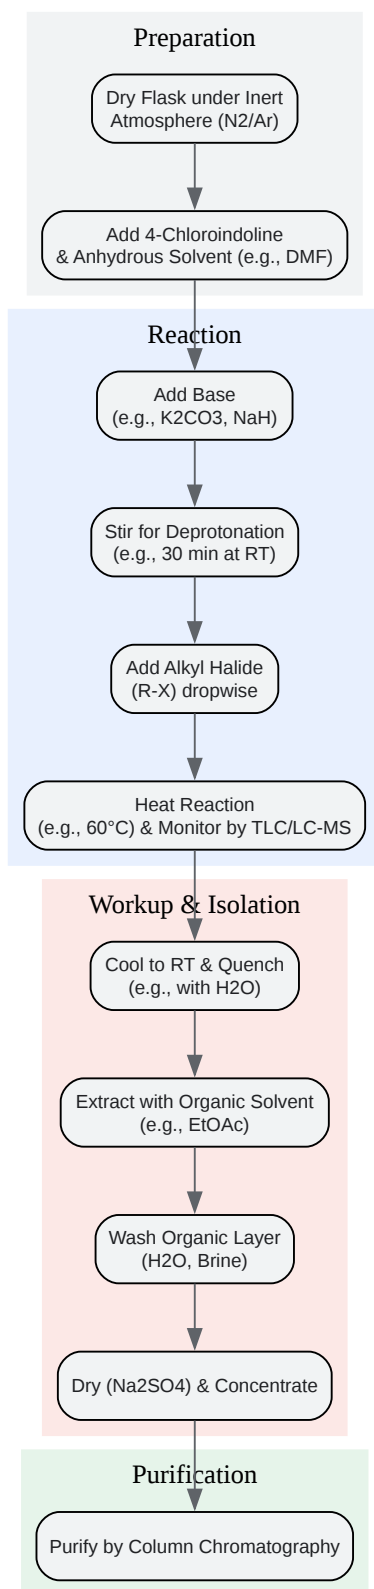 Preparation
Dry Flask under Inert
Atmosphere (N2/Ar)
Add 4-Chloroindoline
& Anhydrous Solvent (e.g., DMF)
Reaction
Add Base
(e.g., K2CO3, NaH)
Stir for Deprotonation
(e.g., 30 min at RT)
Add Alkyl Halide
(R-X) dropwise
Heat Reaction
(e.g., 60°C) & Monitor by TLC/LC-MS
Workup & Isolation
Cool to RT & Quench
(e.g., with H2O)
Extract with Organic Solvent
(e.g., EtOAc)
Wash Organic Layer
(H2O, Brine)
Dry (Na2SO4) & Concentrate
Purification
Purify by Column Chromatography